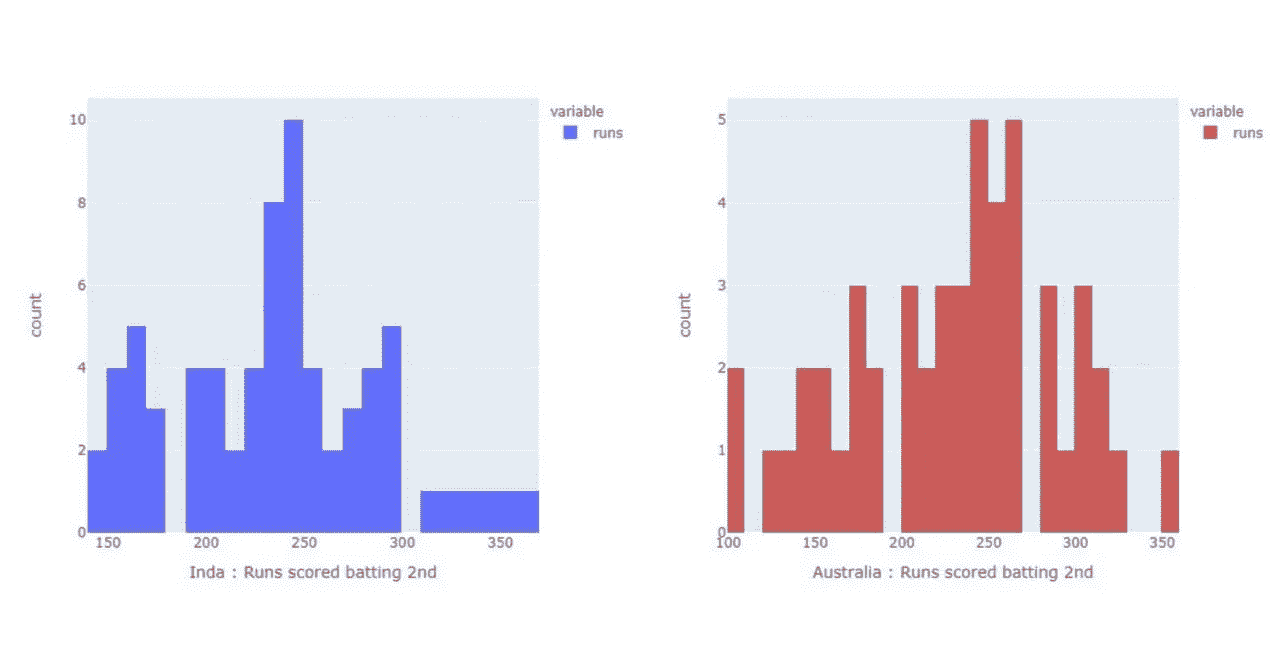 variable
runs
10
8
6
4
2
0
count
150 200 250 300 350
Inda : Runs scored batting 2nd
variable
runs
5
4
3
2
1
0
count
100 150 200 250 300 350
Australia : Runs scored batting 2nd